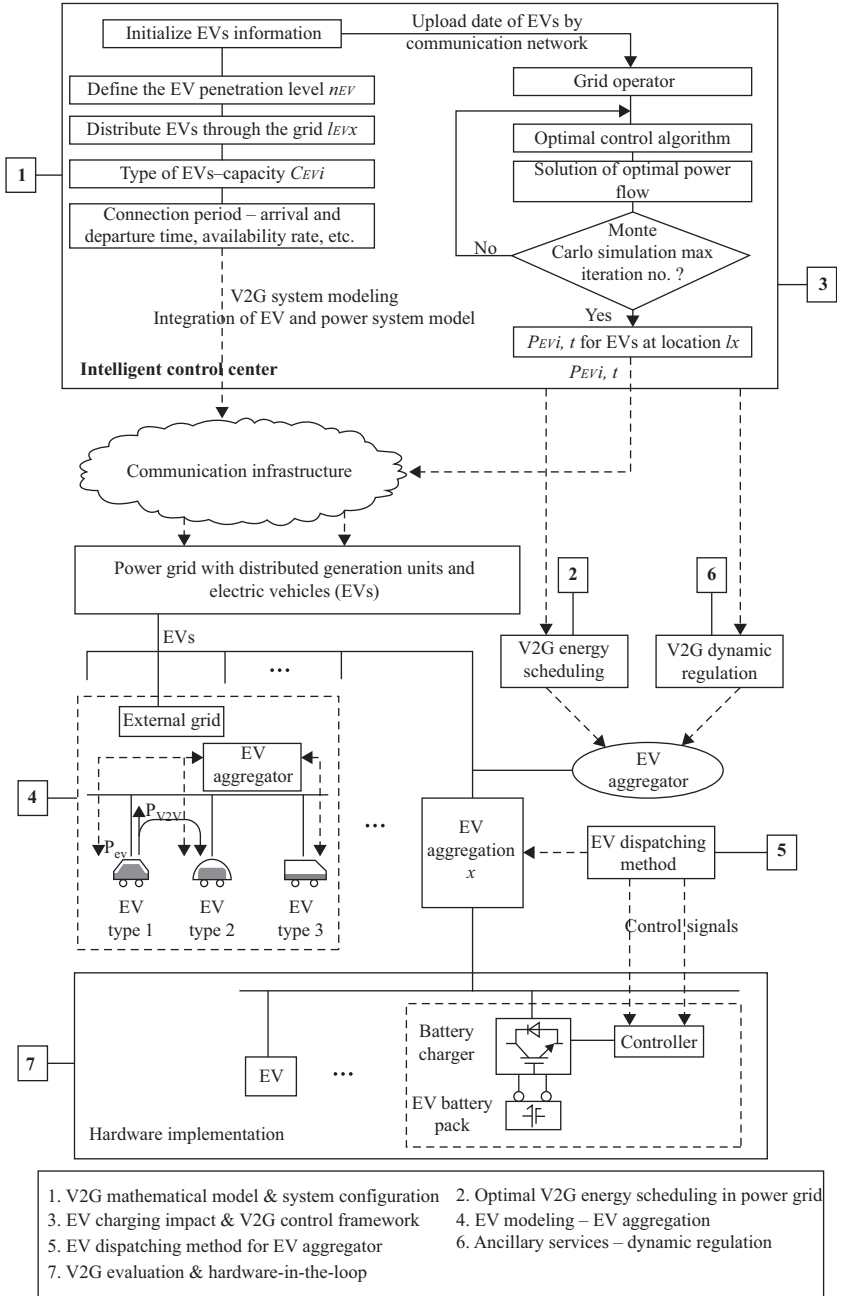 Initialize EVs information
Upload date of EVs by
communication network
Define the EV penetration level nEV
Distribute EVs through the grid lEVx
Type of EVs–capacity CEVi
Connection period – arrival and
departure time, availability rate, etc.
1
Grid operator
Optimal control algorithm
Solution of optimal power
flow
Monte
Carlo simulation max
iteration no. ?
No
Yes
3
V2G system modeling
Integration of EV and power system model
PEVi, t for EVs at location lx
PEVi, t
Intelligent control center
Communication infrastructure
Power grid with distributed generation units and
electric vehicles (EVs)
2
6
EVs
...
V2G energy
scheduling
V2G dynamic
regulation
External grid
EV
aggregator
EV
aggregator
4
PV2V
Pev
EV
type 1
EV
type 2
EV
type 3
...
EV
aggregation
x
EV dispatching
method
5
Control signals
7
EV
...
Battery
charger
Controller
EV battery
pack
Hardware implementation
1. V2G mathematical model & system configuration
2. Optimal V2G energy scheduling in power grid
3. EV charging impact & V2G control framework
4. EV modeling – EV aggregation
5. EV dispatching method for EV aggregator
6. Ancillary services – dynamic regulation
7. V2G evaluation & hardware-in-the-loop